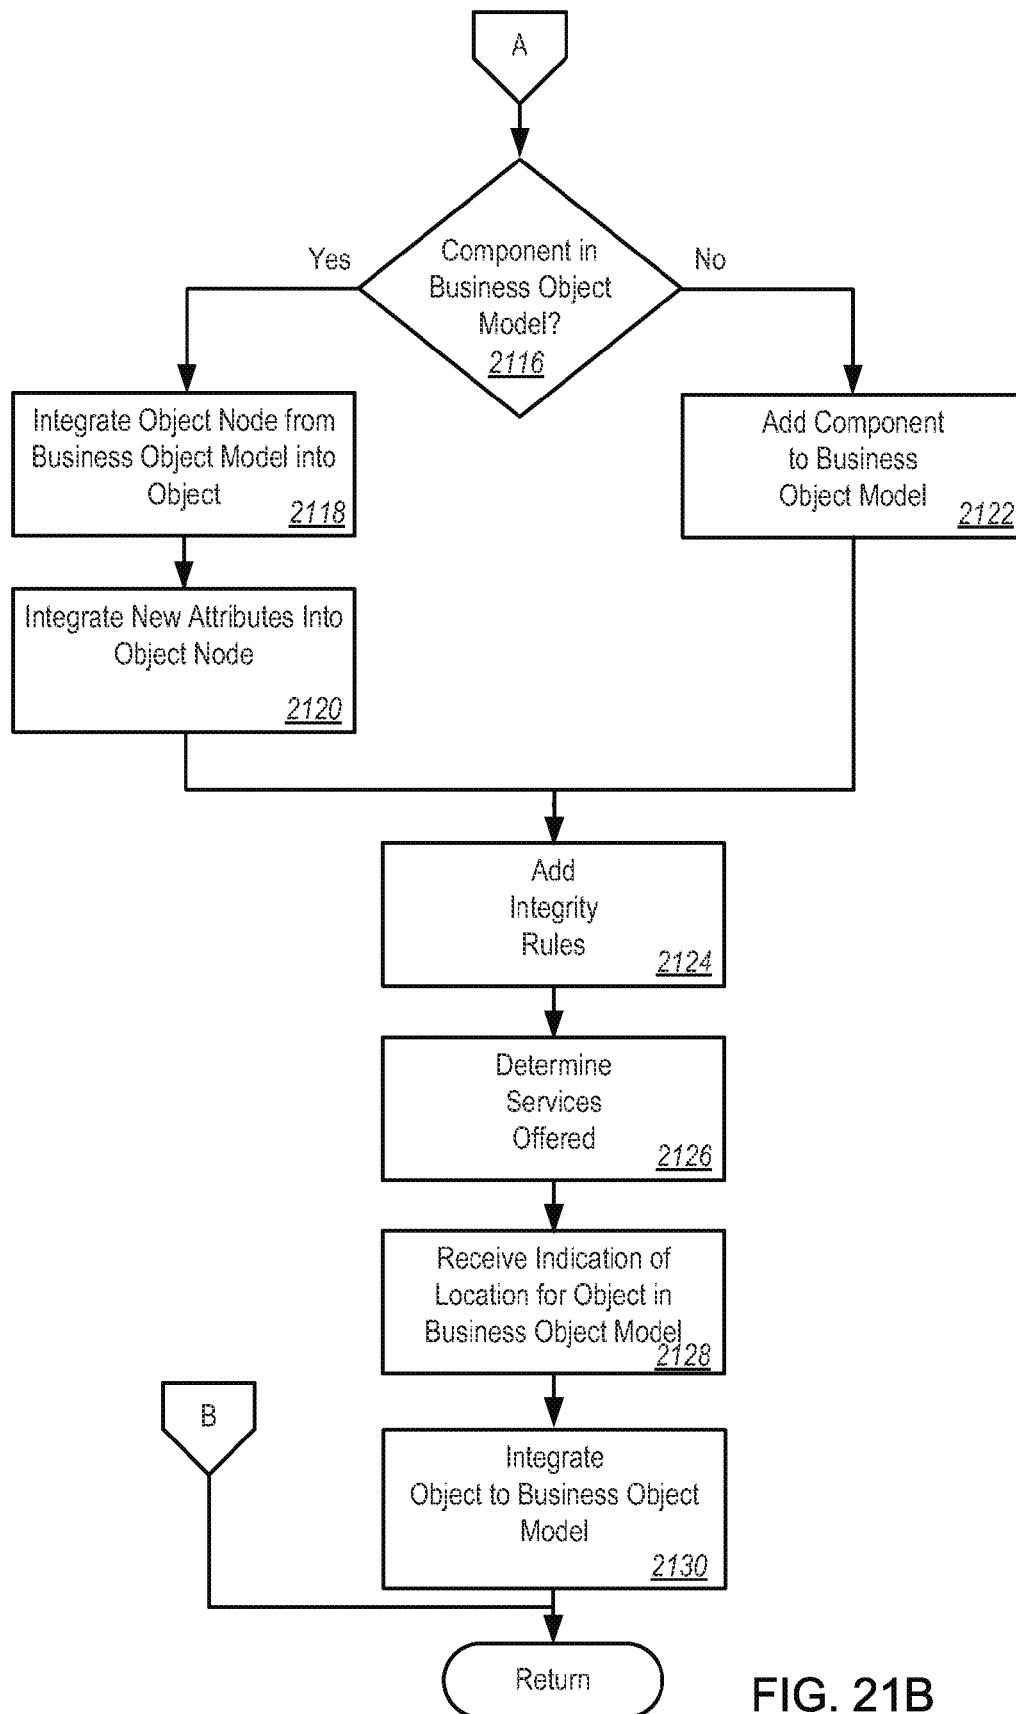 A
Yes
Component in
Business Object
Model?
2116
No
Integrate Object Node from
Business Object Model into
Object
2118
Add Component
to Business
Object Model
2122
Integrate New Attributes Into
Object Node
2120
Add
Integrity
Rules
2124
Determine
Services
Offered
2126
Receive Indication of
Location for Object in
Business Object Model
2128
B
Integrate
Object to Business Object
Model
2130
Return
FIG. 21B